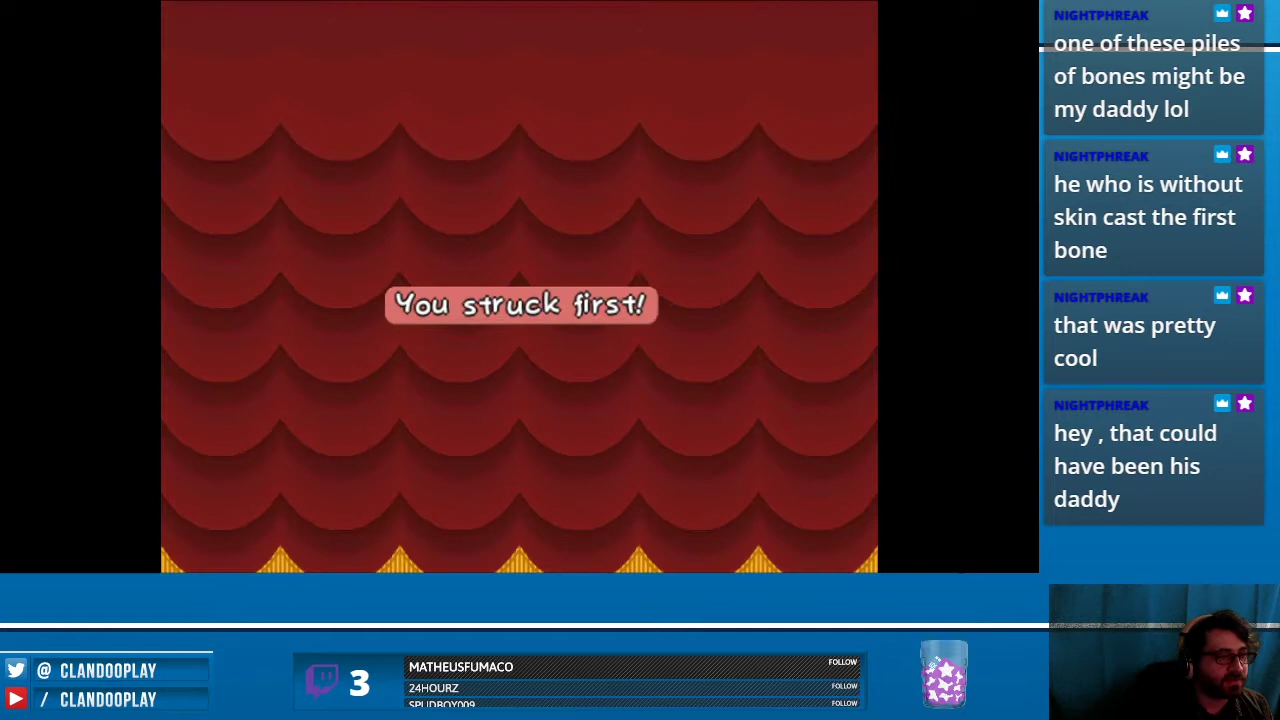 You struck first!
NIGHTPHREAK
one of these piles
of bones might be
my daddy lol
NIGHTPHREAK
he who is without
skin cast the first
bone
NIGHTPHREAK
that was pretty
cool
NIGHTPHREAK
hey , that could
have been his
daddy
@ CLANDOOPLAY
/ CLANDOOPLAY
3
MATHEUSFUMACO FOLLOW
24HOURZ FOLLOW
SPUDBOY009 FOLLOW